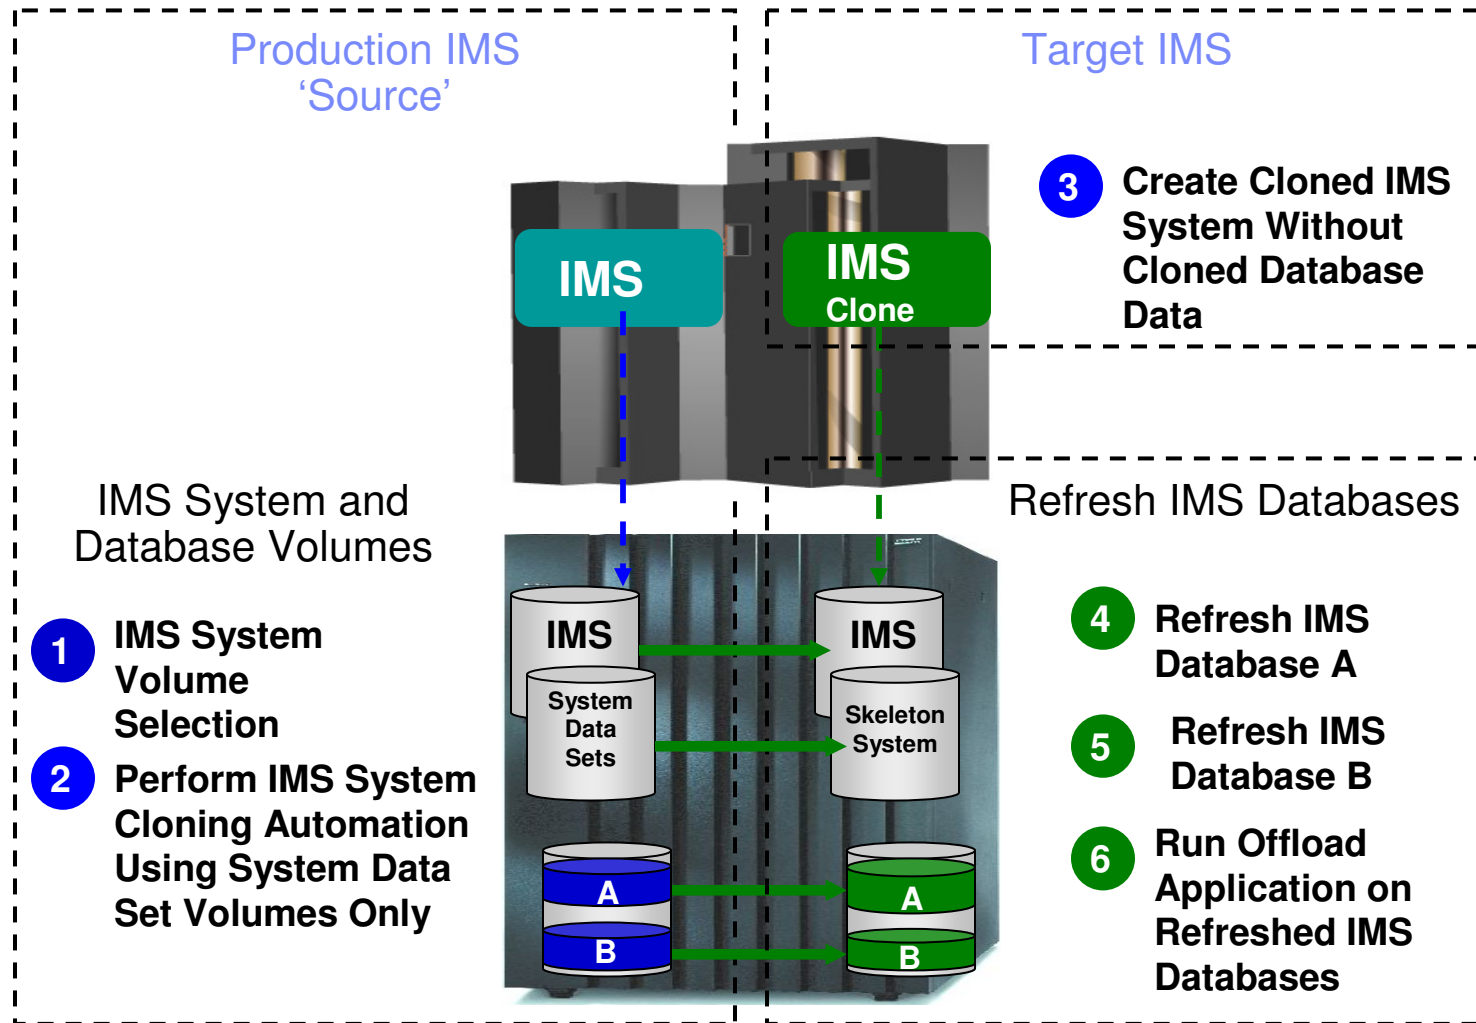 Production IMS
‘Source’
Target IMS
3
Create Cloned IMS
System Without
Cloned Database
Data
IMS
IMS
Clone
IMS System and
Database Volumes
1
IMS System
Volume
Selection
2
Perform IMS System
Cloning Automation
Using System Data
Set Volumes Only
IMS
System
Data
Sets
IMS
Skeleton
System
A
B
A
B
Refresh IMS Databases
4
Refresh IMS
Database A
5
Refresh IMS
Database B
6
Run Offload
Application on
Refreshed IMS
Databases